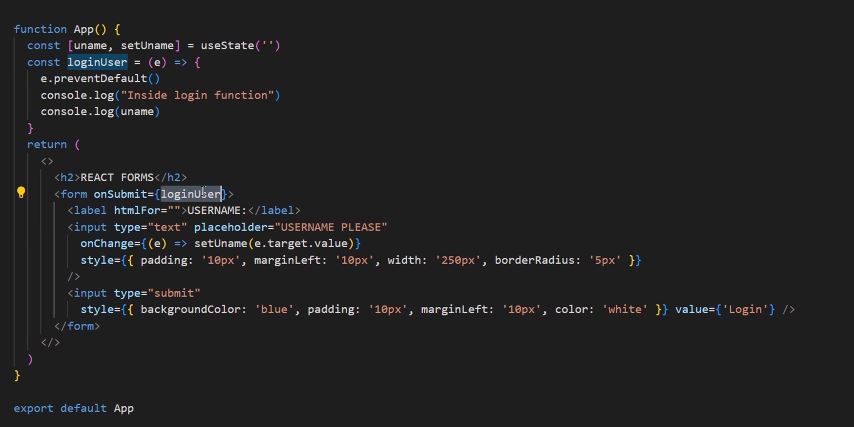 function App() {
const [uname, setUname] = useState('')
const loginUser = (e) => {
e.preventDefault()
console.log("Inside login function")
console.log(uname)
}
return (
<>
<h2>REACT FORMS</h2>
<form onSubmit={loginUser}>
<label htmlFor="">USERNAME:</label>
<input type="text" placeholder="USERNAME PLEASE"
onChange={(e) => setUname(e.target.value)}
style={{ padding: '10px', marginLeft: '10px', width: '250px', borderRadius: '5px' }}
/>
<input type="submit"
style={{ backgroundColor: 'blue', padding: '10px', marginLeft: '10px', color: 'white' }} value={'Login'} />
</form>
</>
)
}
export default App